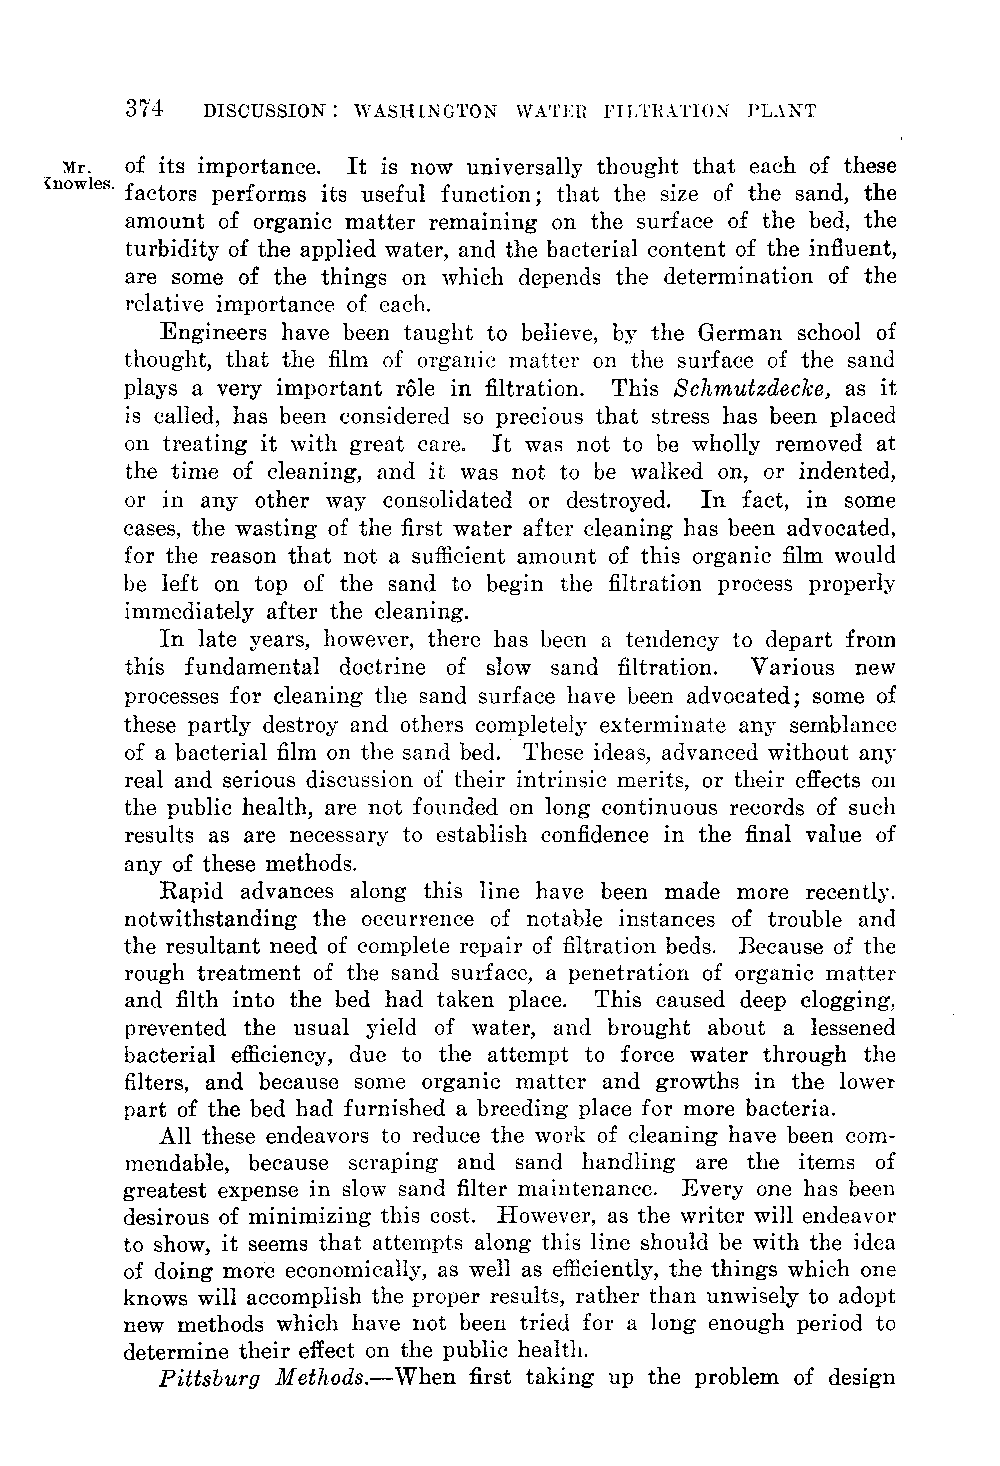 374 DISCUSSION: WASHINGTON WATER FILTRATION PLANT
Mr. Knowles.
of its importance. It is now universally thought that each of these
factors performs its useful function; that the size of the sand, the
amount of organic matter remaining on the surface of the bed, the
turbidity of the applied water, and the bacterial content of the influent,
are some of the things on which depends the determination of the
relative importance of each.
Engineers have been taught to believe, by the German school of
thought, that the film of organic matter on the surface of the sand
plays a very important rôle in filtration. This Schmutzdecke, as it
is called, has been considered so precious that stress has been placed
on treating it with great care. It was not to be wholly removed at
the time of cleaning, and it was not to be walked on, or indented,
or in any other way consolidated or destroyed. In fact, in some
cases, the wasting of the first water after cleaning has been advocated,
for the reason that not a sufficient amount of this organic film would
be left on top of the sand to begin the filtration process properly
immediately after the cleaning.
In late years, however, there has been a tendency to depart from
this fundamental doctrine of slow sand filtration. Various new
processes for cleaning the sand surface have been advocated; some of
these partly destroy and others completely exterminate any semblance
of a bacterial film on the sand bed. These ideas, advanced without any
real and serious discussion of their intrinsic merits, or their effects on
the public health, are not founded on long continuous records of such
results as are necessary to establish confidence in the final value of
any of these methods.
Rapid advances along this line have been made more recently.
notwithstanding the occurrence of notable instances of trouble and
the resultant need of complete repair of filtration beds. Because of the
rough treatment of the sand surface, a penetration of organic matter
and filth into the bed had taken place. This caused deep clogging,
prevented the usual yield of water, and brought about a lessened
bacterial efficiency, due to the attempt to force water through the
filters, and because some organic matter and growths in the lower
part of the bed had furnished a breeding place for more bacteria.
All these endeavors to reduce the work of cleaning have been com-
mendable, because scraping and sand handling are the items of
greatest expense in slow sand filter maintenance. Every one has been
desirous of minimizing this cost. However, as the writer will endeavor
to show, it seems that attempts along this line should be with the idea
of doing more economically, as well as efficiently, the things which one
knows will accomplish the proper results, rather than unwisely to adopt
new methods which have not been tried for a long enough period to
determine their effect on the public health.
Pittsburg Methods.—When first taking up the problem of design